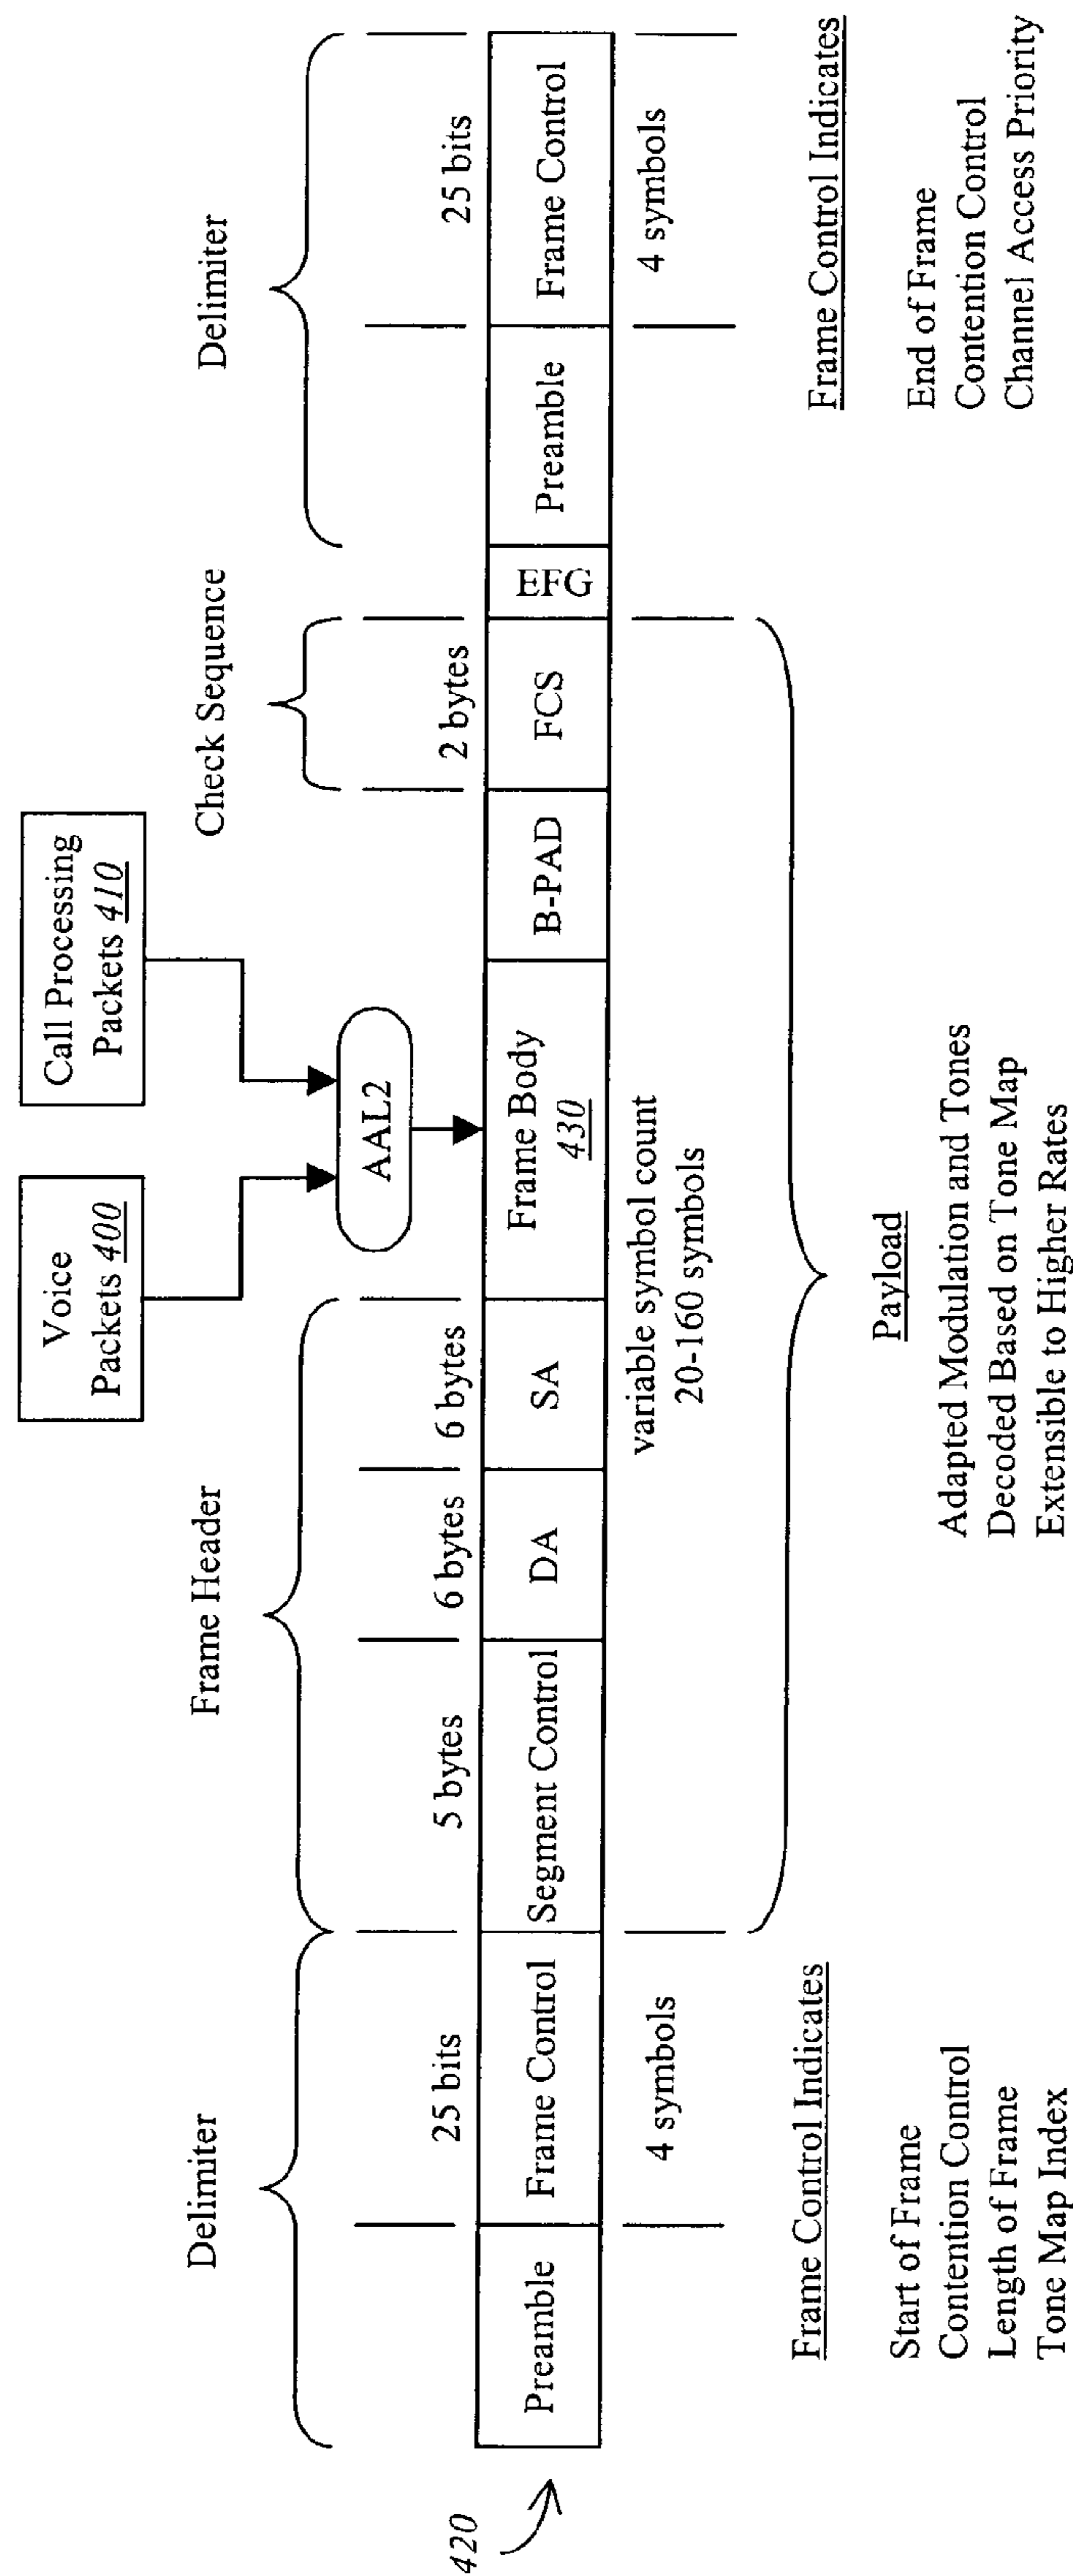 Voice
Packets 400
Call Processing
Packets 410
AAL2
Delimiter
Frame Header
Check Sequence
Delimiter
25 bits
5 bytes
6 bytes
6 bytes
2 bytes
25 bits
420
Preamble
Frame Control
Segment Control
DA
SA
Frame Body
430
B-PAD
FCS
EFG
Preamble
Frame Control
4 symbols
variable symbol count
20-160 symbols
4 symbols
Frame Control Indicates
Start of Frame
Contention Control
Length of Frame
Tone Map Index
Payload
Adapted Modulation and Tones
Decoded Based on Tone Map
Extensible to Higher Rates
Frame Control Indicates
End of Frame
Contention Control
Channel Access Priority